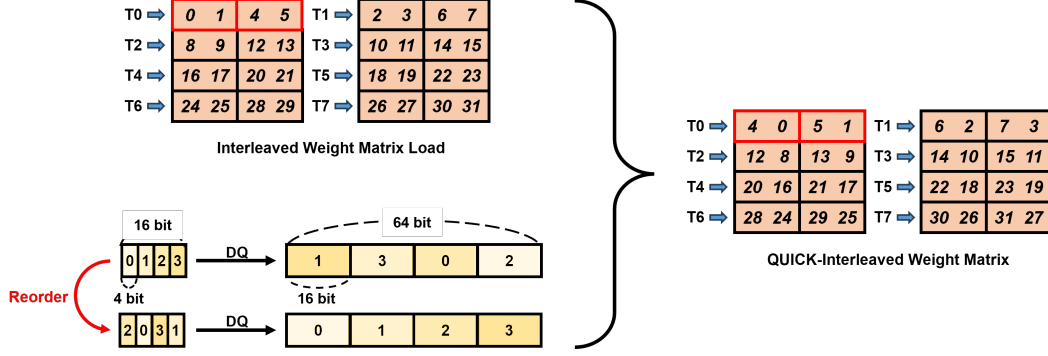 T0 0 1 4 5 T1 2 3 6 7
T2 8 9 12 13 T3 10 11 14 15
T4 16 17 20 21 T5 18 19 22 23
T6 24 25 28 29 T7 26 27 30 31
Interleaved Weight Matrix Load
16 bit
64 bit
0 1 2 3 DQ 1 3 0 2
Reorder
4 bit
16 bit
2 0 3 1 DQ 0 1 2 3
T0 4 0 5 1 T1 6 2 7 3
T2 12 8 13 9 T3 14 10 15 11
T4 20 16 21 17 T5 22 18 23 19
T6 28 24 29 25 T7 30 26 31 27
QUICK-Interleaved Weight Matrix